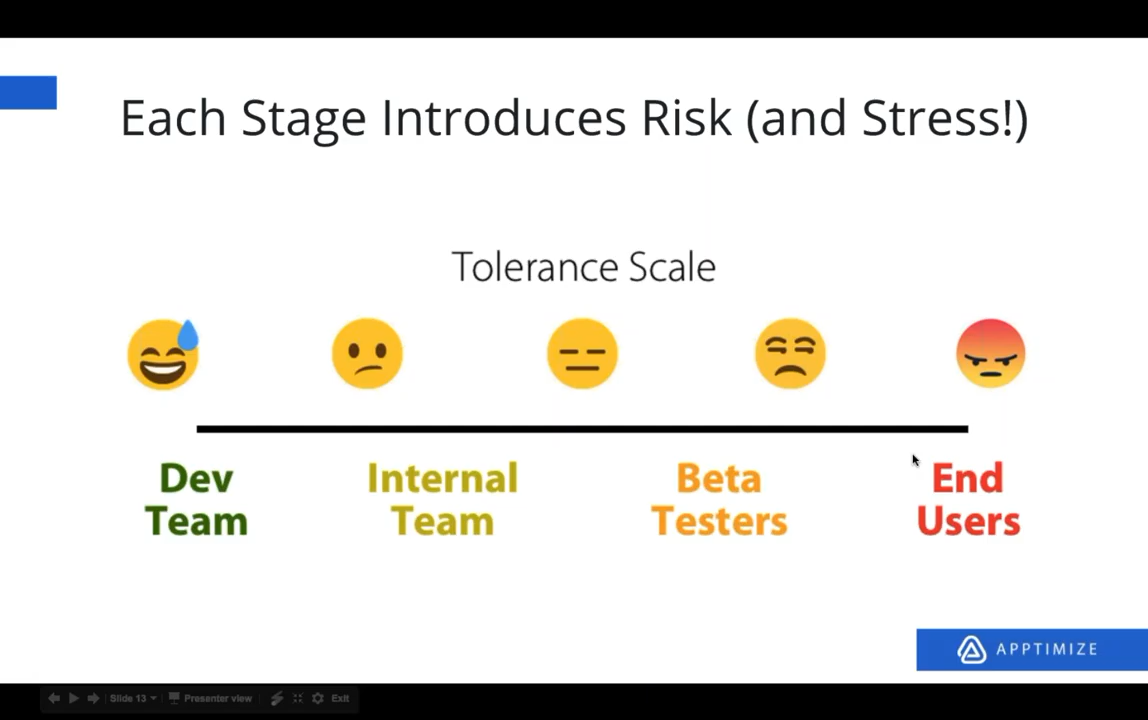 Each Stage Introduces Risk (and Stress!)
Tolerance Scale
Dev
Team
Internal
Team
Beta
Testers
End
Users
APPTIMIZE
Slide 13
Presenter view
Exit